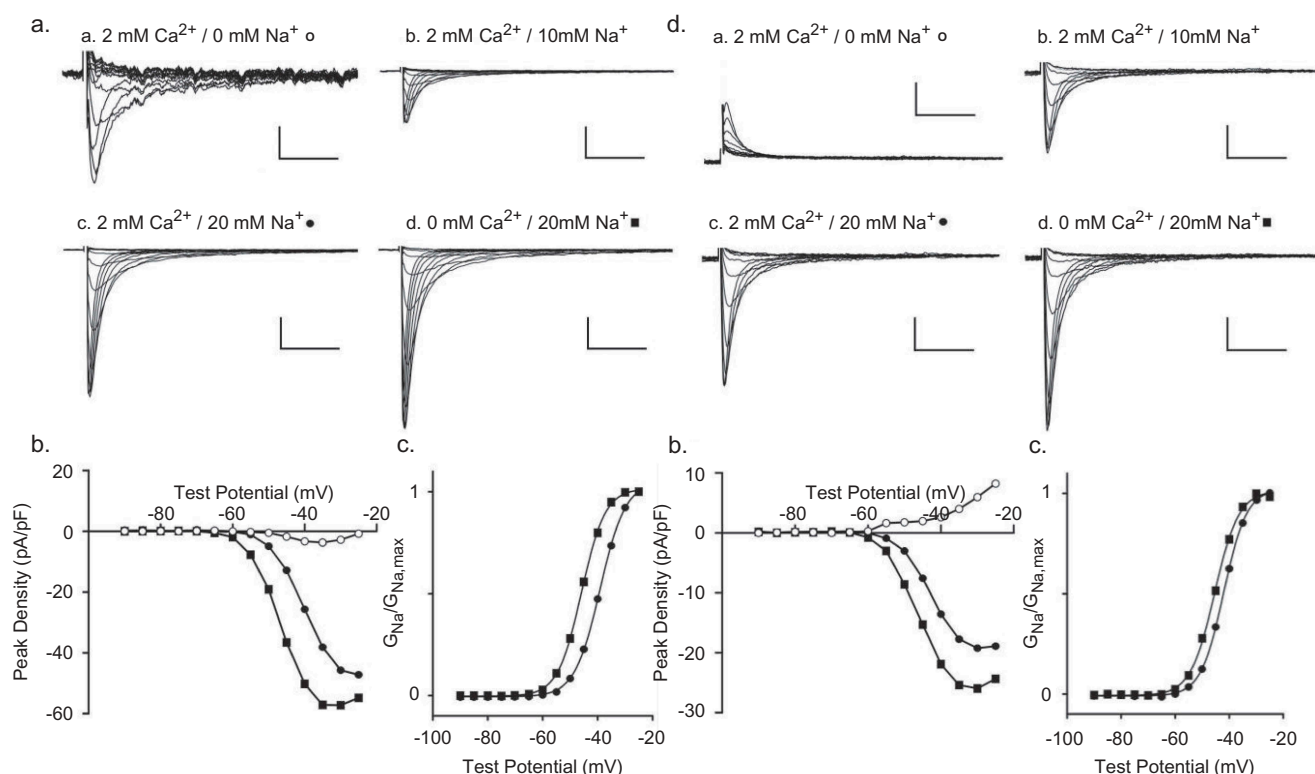 a.
a. 2 mM Ca2+ / 0 mM Na+ ○
b. 2 mM Ca2+ / 10mM Na+
c. 2 mM Ca2+ / 20 mM Na+ ●
d. 0 mM Ca2+ / 20mM Na+ ■
b.
20
0
-20
-40
-60
Peak Density (pA/pF)
Test Potential (mV)
-80
-60
-40
-20
c.
1
0
GNa/GNa,max
-100
-80
-60
-40
-20
Test Potential (mV)
d.
a. 2 mM Ca2+ / 0 mM Na+ ○
b. 2 mM Ca2+ / 10mM Na+
c. 2 mM Ca2+ / 20 mM Na+ ●
d. 0 mM Ca2+ / 20mM Na+ ■
b.
10
0
-10
-20
-30
Peak Density (pA/pF)
Test Potential (mV)
-80
-60
-40
-20
c.
1
0
GNa/GNa,max
-100
-80
-60
-40
-20
Test Potential (mV)